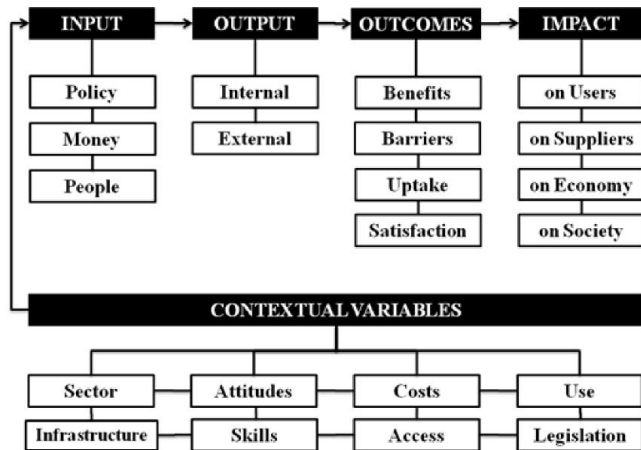 INPUT OUTPUT OUTCOMES IMPACT
Policy Internal Benefits on Users
Money External Barriers on Suppliers
People Uptake on Economy
Satisfaction on Society
CONTEXTUAL VARIABLES
Sector Attitudes Costs Use
Infrastructure Skills Access Legislation